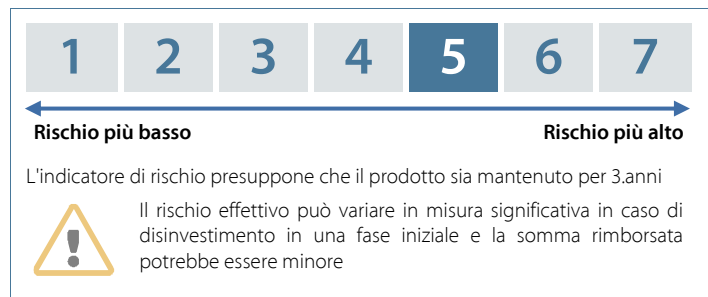 1 2 3 4 5 6 7
Rischio più basso Rischio più alto
L'indicatore di rischio presuppone che il prodotto sia mantenuto per 3.anni
Il rischio effettivo può variare in misura significativa in caso di
disinvestimento in una fase iniziale e la somma rimborsata
potrebbe essere minore